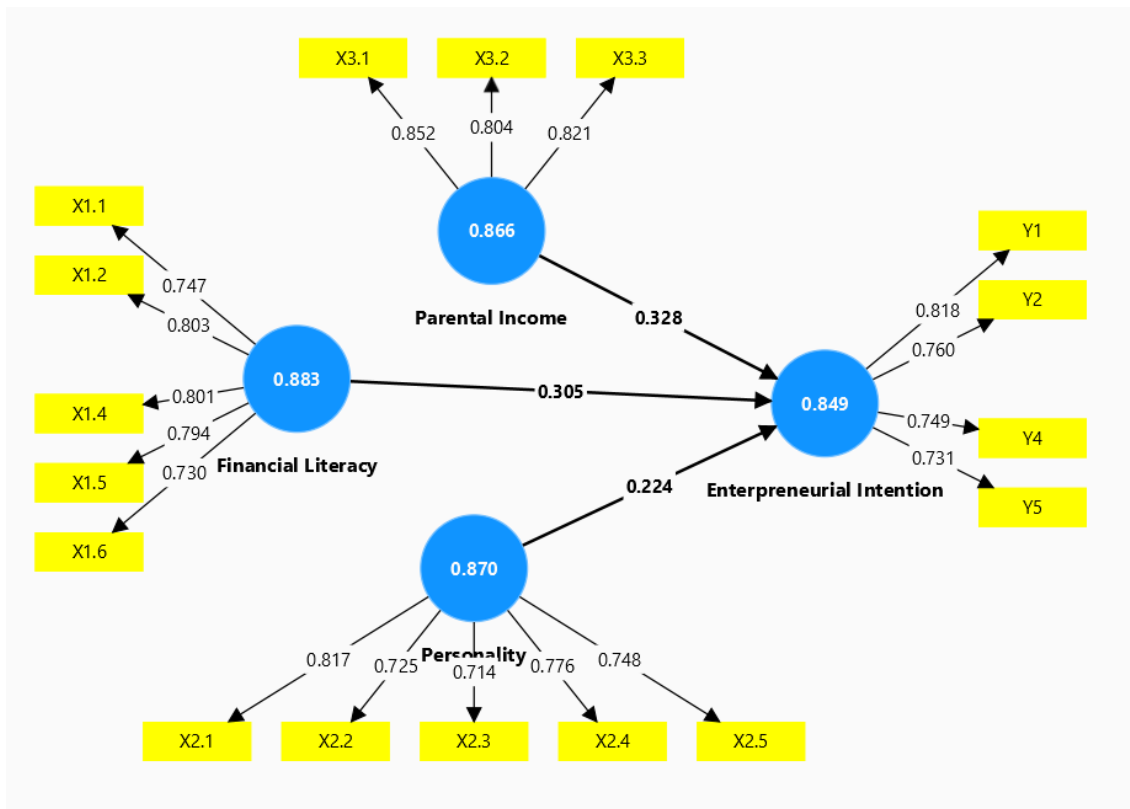 X3.1
X3.2
X3.3
0.852
0.804
0.821
0.866
Parental Income
X1.1
X1.2
X1.4
X1.5
X1.6
0.747
0.803
0.801
0.794
0.730
0.883
Financial Literacy
0.328
0.305
0.224
0.849
Enterpreneurial Intention
Y1
Y2
Y4
Y5
0.818
0.760
0.749
0.731
0.870
Personality
0.817
0.725
0.714
0.776
0.748
X2.1
X2.2
X2.3
X2.4
X2.5